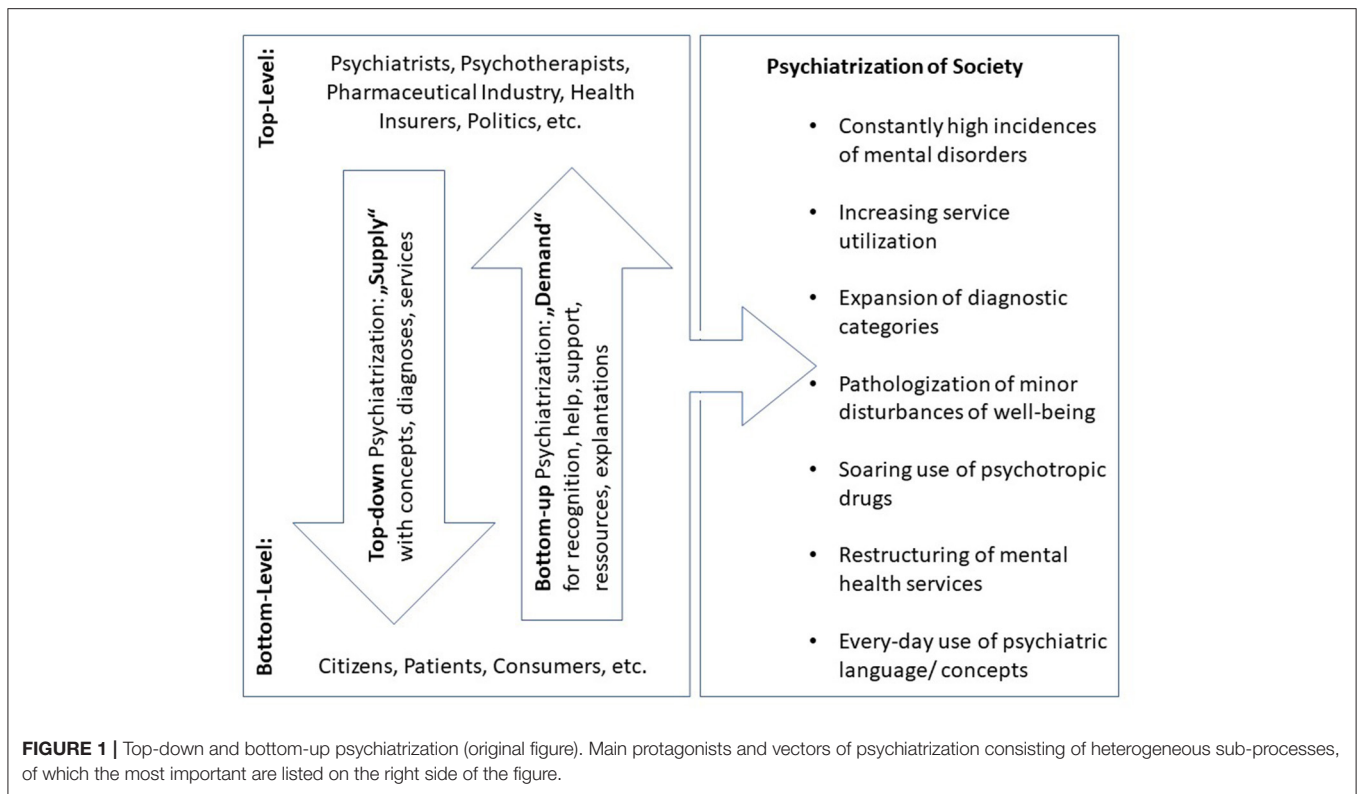 Top-Level:
Psychiatrists, Psychotherapists,
Pharmaceutical Industry, Health
Insurers, Politics, etc.
Top-down Psychiatrization: „Supply“
with concepts, diagnoses, services
Bottom-up Psychiatrization: „Demand“
for recognition, help, support,
ressources, explantations
Bottom-Level:
Citizens, Patients, Consumers, etc.
Psychiatrization of Society
• Constantly high incidences
of mental disorders
• Increasing service
utilization
• Expansion of diagnostic
categories
• Pathologization of minor
disturbances of well-being
• Soaring use of psychotropic
drugs
• Restructuring of mental
health services
• Every-day use of psychiatric
language/ concepts
FIGURE 1 | Top-down and bottom-up psychiatrization (original figure). Main protagonists and vectors of psychiatrization consisting of heterogeneous sub-processes,
of which the most important are listed on the right side of the figure.